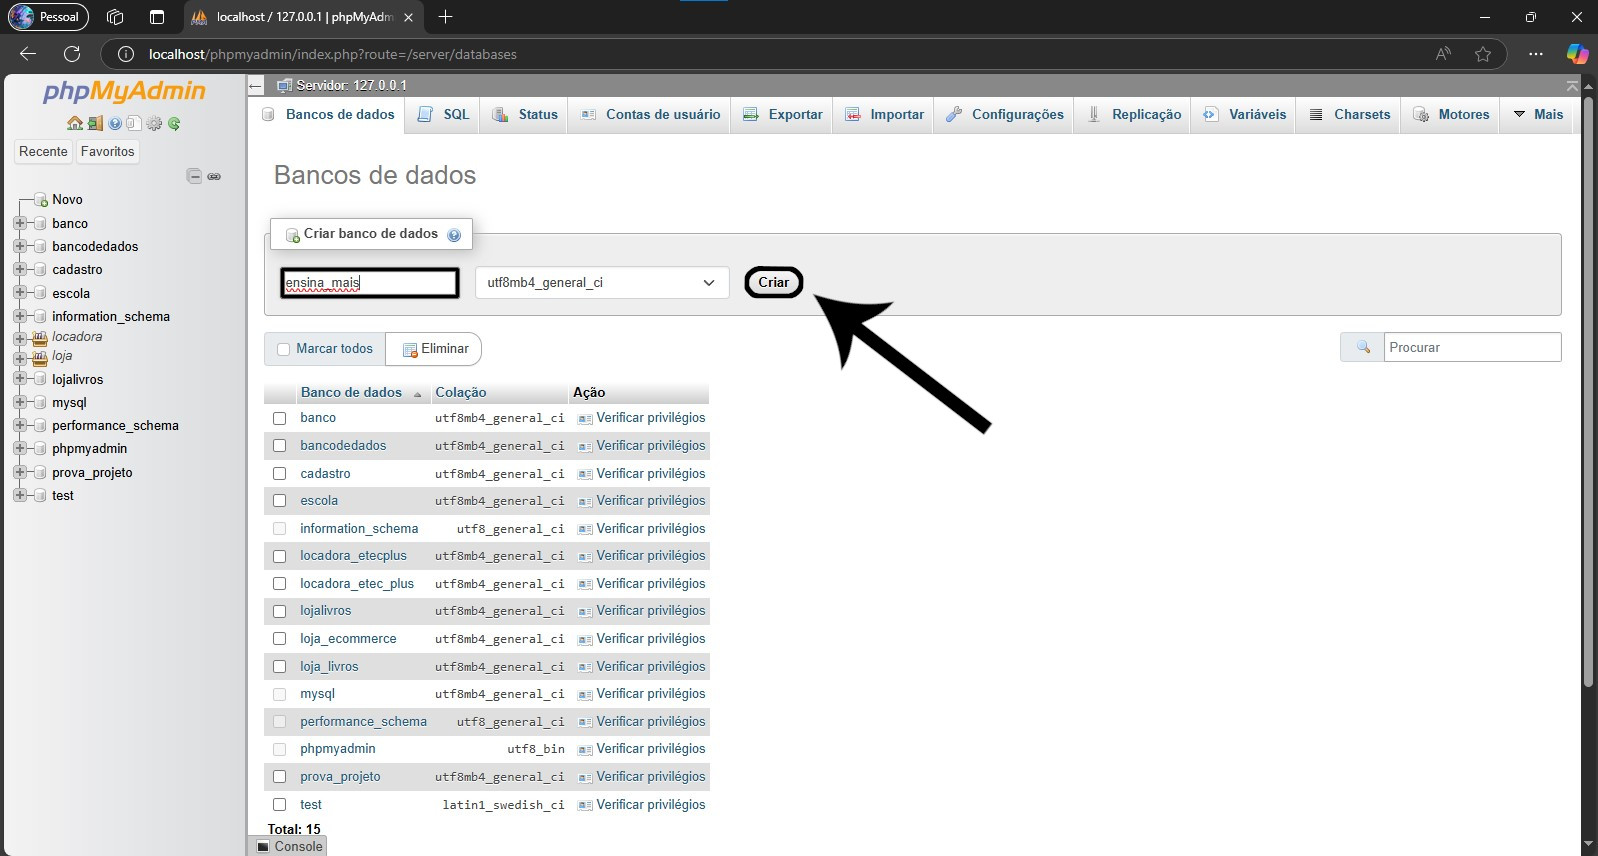 Pessoal
localhost / 127.0.0.1 | phpMyAdm
localhost/phpmyadmin/index.php?route=/server/databases
phpMyAdmin
Recente Favoritos
Novo
banco
bancodedados
cadastro
escola
information_schema
locadora
loja
lojalivros
mysql
performance_schema
phpmyadmin
prova_projeto
test
Servidor: 127.0.0.1
Bancos de dados SQL Status Contas de usuário Exportar Importar Configurações Replicação Variáveis Charsets Motores Mais
Bancos de dados
Criar banco de dados
ensina_mais utf8mb4_general_ci Criar
Marcar todos Eliminar Procurar
Banco de dados Colação Ação
banco utf8mb4_general_ci Verificar privilégios
bancodedados utf8mb4_general_ci Verificar privilégios
cadastro utf8mb4_general_ci Verificar privilégios
escola utf8mb4_general_ci Verificar privilégios
information_schema utf8_general_ci Verificar privilégios
locadora_etecplus utf8mb4_general_ci Verificar privilégios
locadora_etec_plus utf8mb4_general_ci Verificar privilégios
lojalivros utf8mb4_general_ci Verificar privilégios
loja_ecommerce utf8mb4_general_ci Verificar privilégios
loja_livros utf8mb4_general_ci Verificar privilégios
mysql utf8mb4_general_ci Verificar privilégios
performance_schema utf8_general_ci Verificar privilégios
phpmyadmin utf8_bin Verificar privilégios
prova_projeto utf8mb4_general_ci Verificar privilégios
test latin1_swedish_ci Verificar privilégios
Total: 15
Console